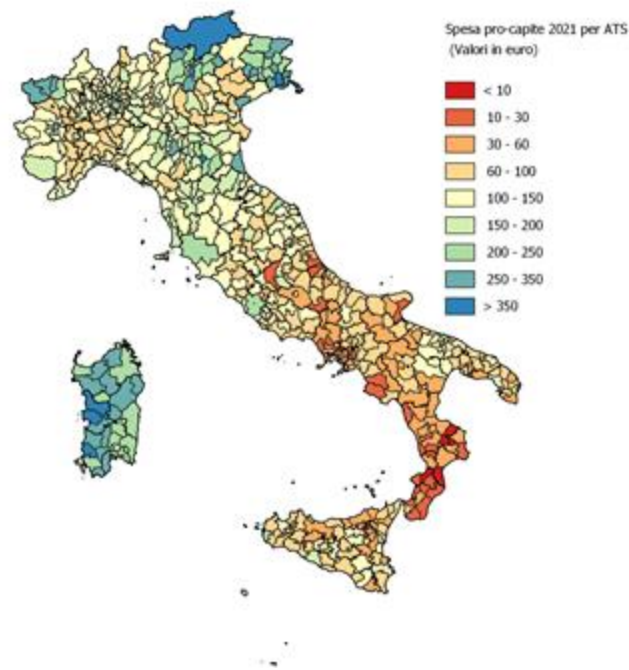 Spesa pro-capite 2021 per ATS
(Valori in euro)
< 10
10 - 30
30 - 60
60 - 100
100 - 150
150 - 200
200 - 250
250 - 350
> 350